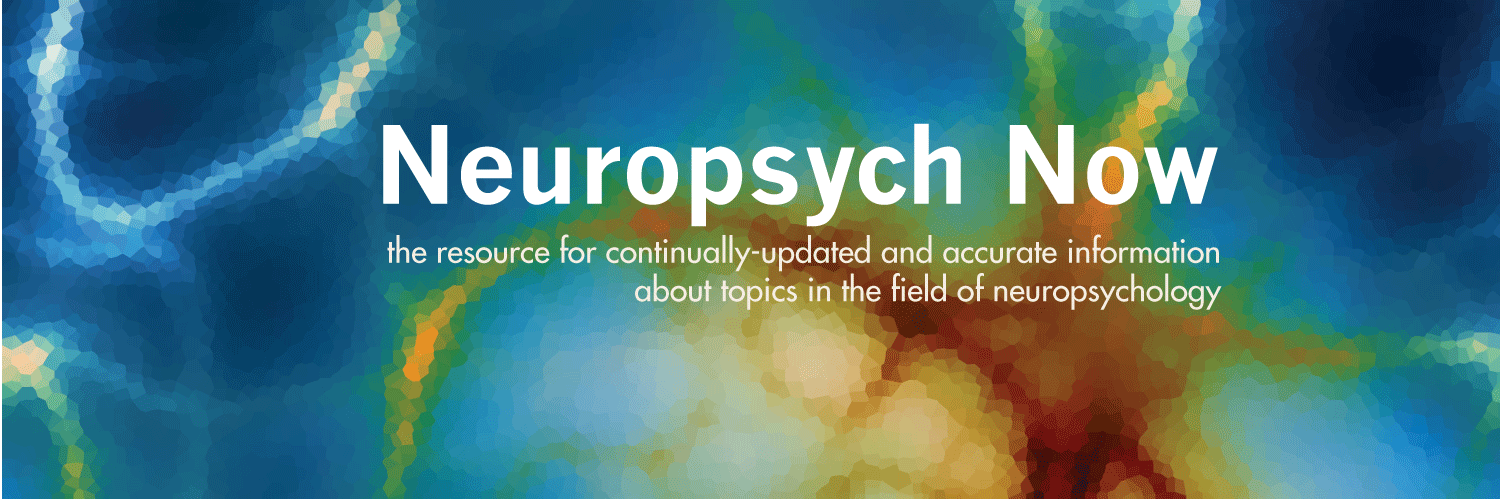 Neuropsych Now
the resource for continually-updated and accurate information
about topics in the field of neuropsychology